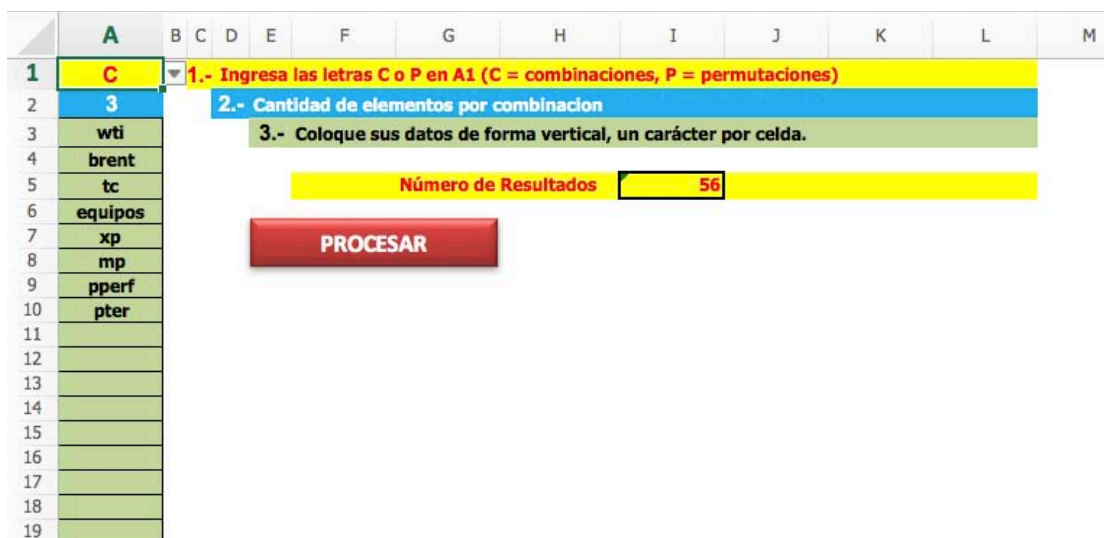 A B C D E F G H I J K L M
1 C 1.- Ingresa las letras C o P en A1 (C = combinaciones, P = permutaciones)
2 3 2.- Cantidad de elementos por combinacion
3 wti 3.- Coloque sus datos de forma vertical, un carácter por celda.
4 brent
5 tc Número de Resultados 56
6 equipos
7 xp PROCESAR
8 mp
9 pperf
10 pter
11
12
13
14
15
16
17
18
19